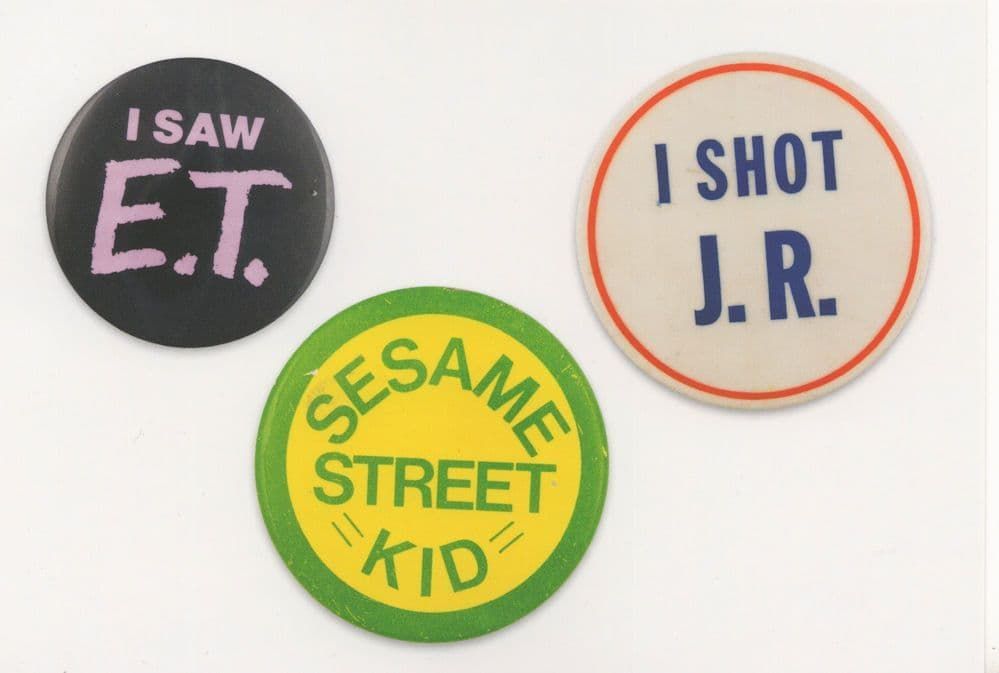 I SAW
E.T.
I SHOT
J. R.
SESAME
STREET
KID